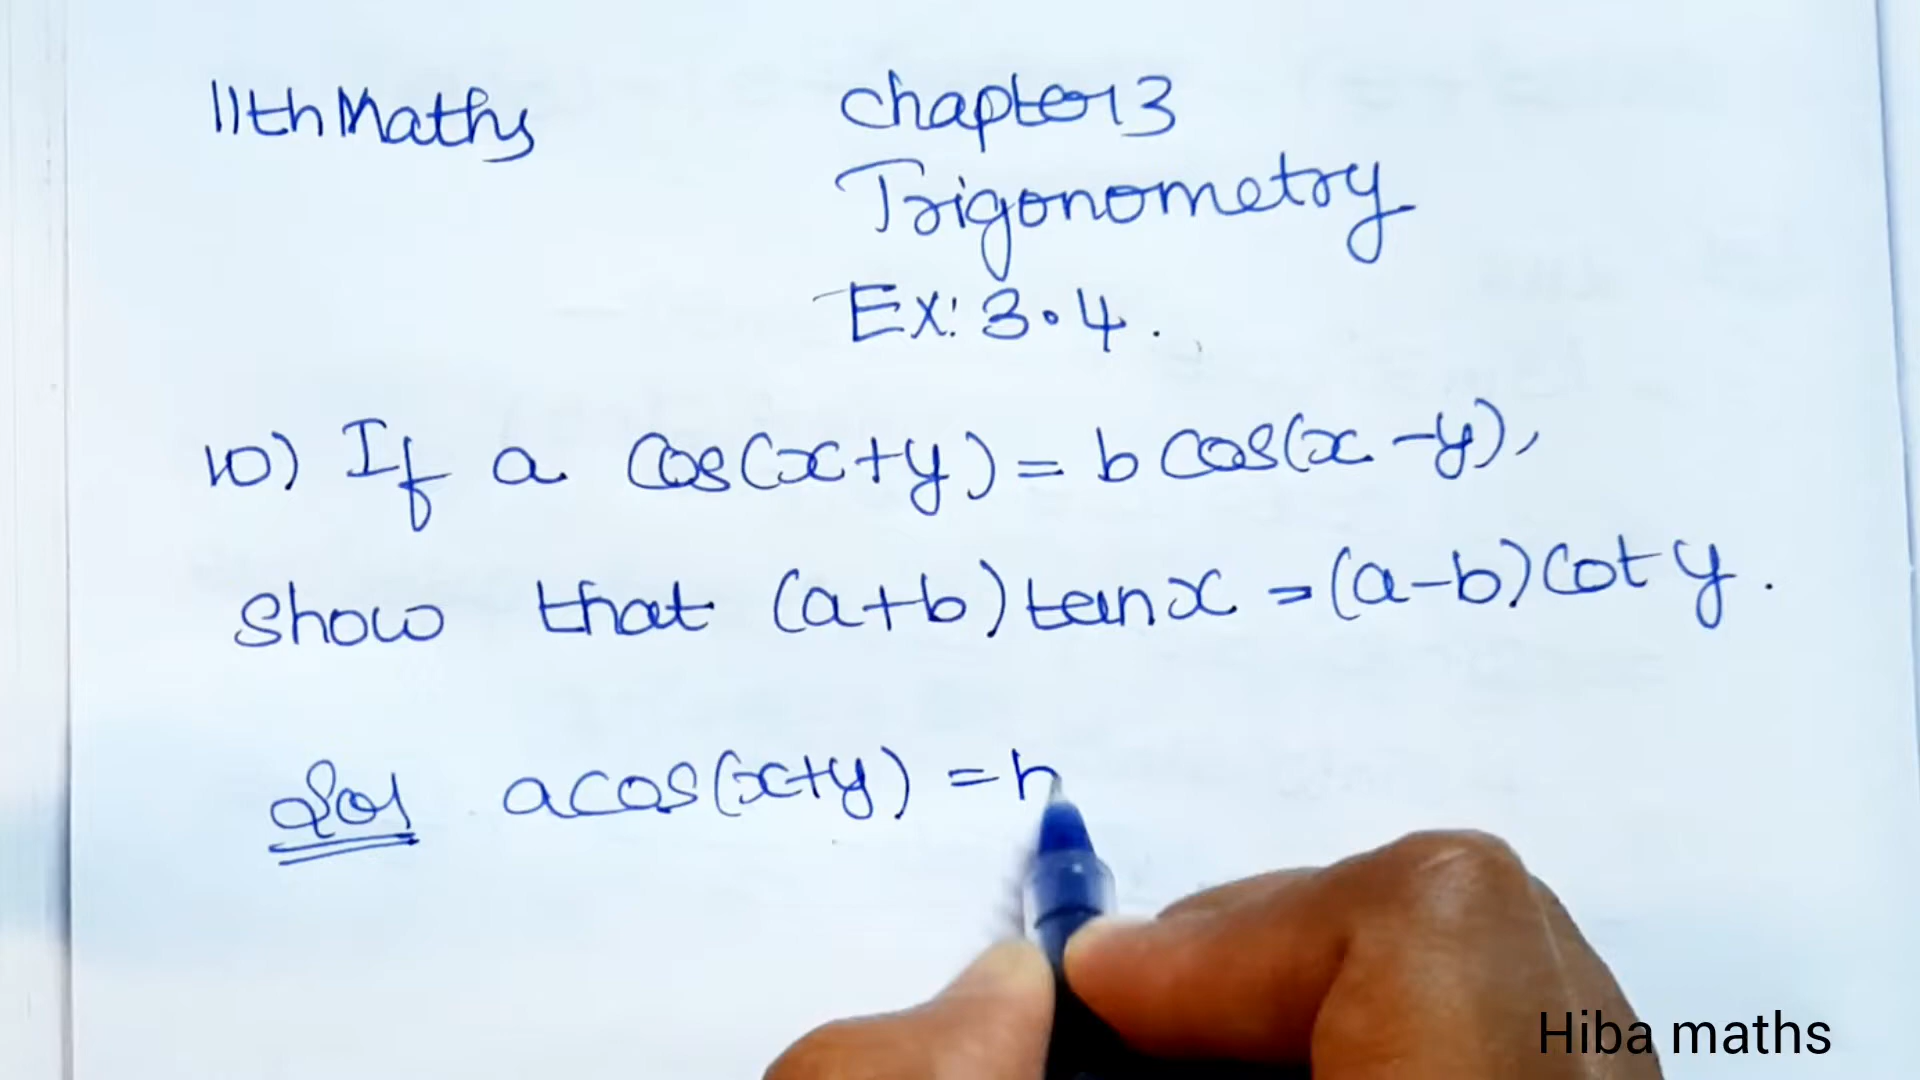 11th Maths
Chapter 3
Trigonometry
Ex: 3.4.
10) If a cos(x+y) = b cos(x-y),
Show that (a+b) tan x = (a-b) cot y.
Sol a cos(x+y) = b
Hiba maths